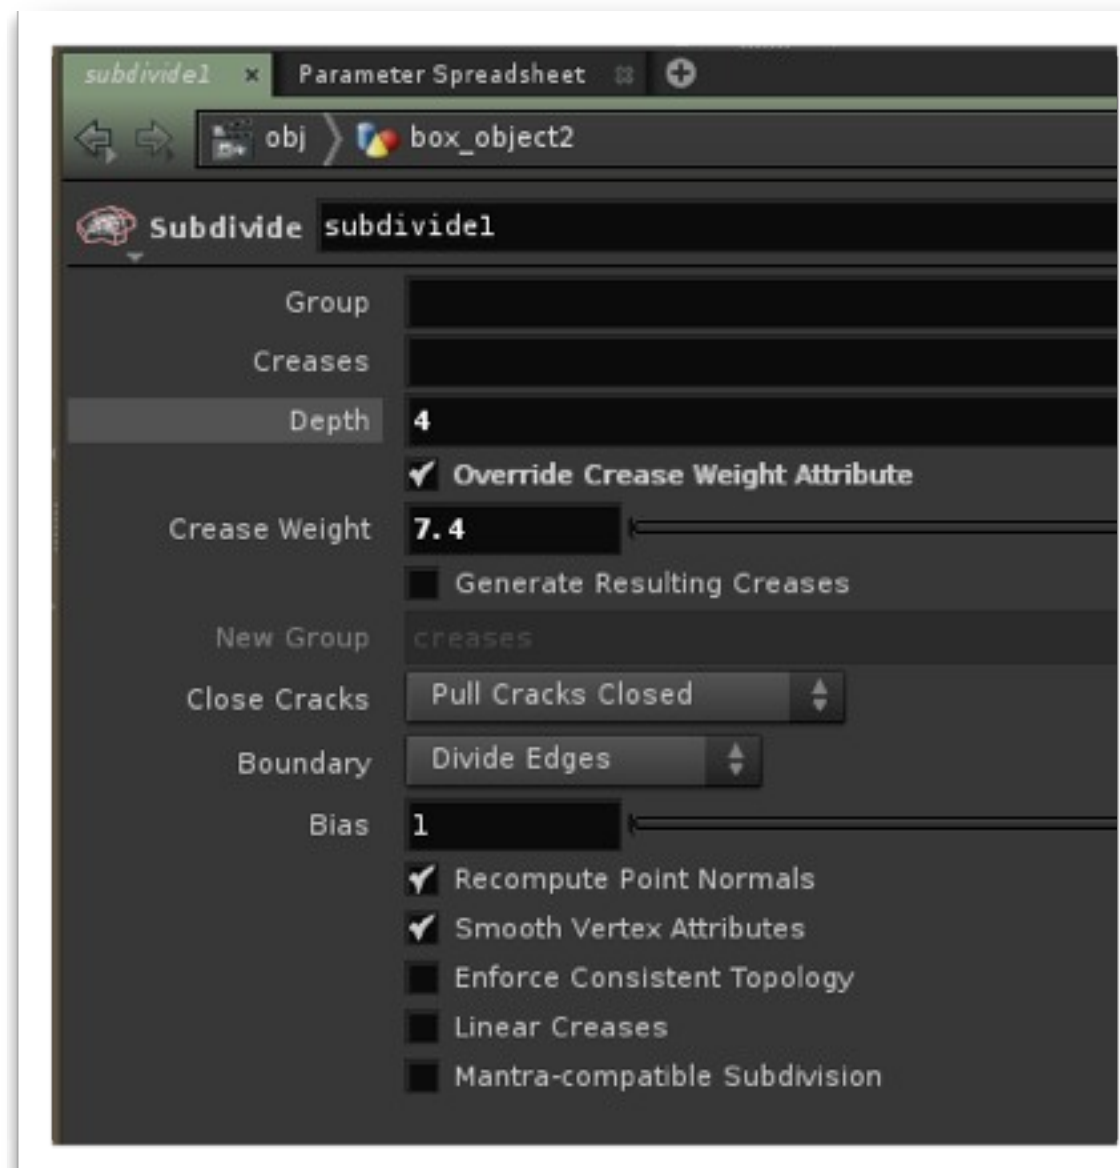 subdivide1 Parameter Spreadsheet
obj box_object2
Subdivide subdivide1
Group
Creases
Depth 4
Override Crease Weight Attribute
Crease Weight 7.4
Generate Resulting Creases
New Group creases
Close Cracks Pull Cracks Closed
Boundary Divide Edges
Bias 1
Recompute Point Normals
Smooth Vertex Attributes
Enforce Consistent Topology
Linear Creases
Mantra-compatible Subdivision